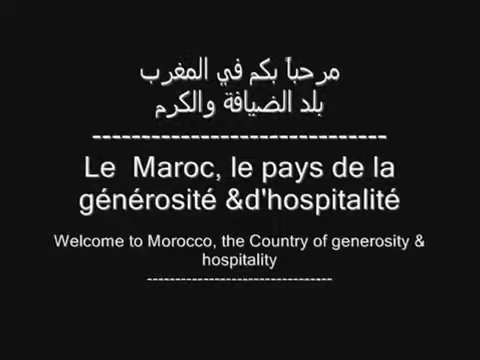 مرحباً بكم في المغرب
بلد الضيافة والكرم
------------------------------
Le  Maroc, le pays de la
générosité &d'hospitalité
Welcome to Morocco, the Country of generosity &
hospitality
---------------------------------